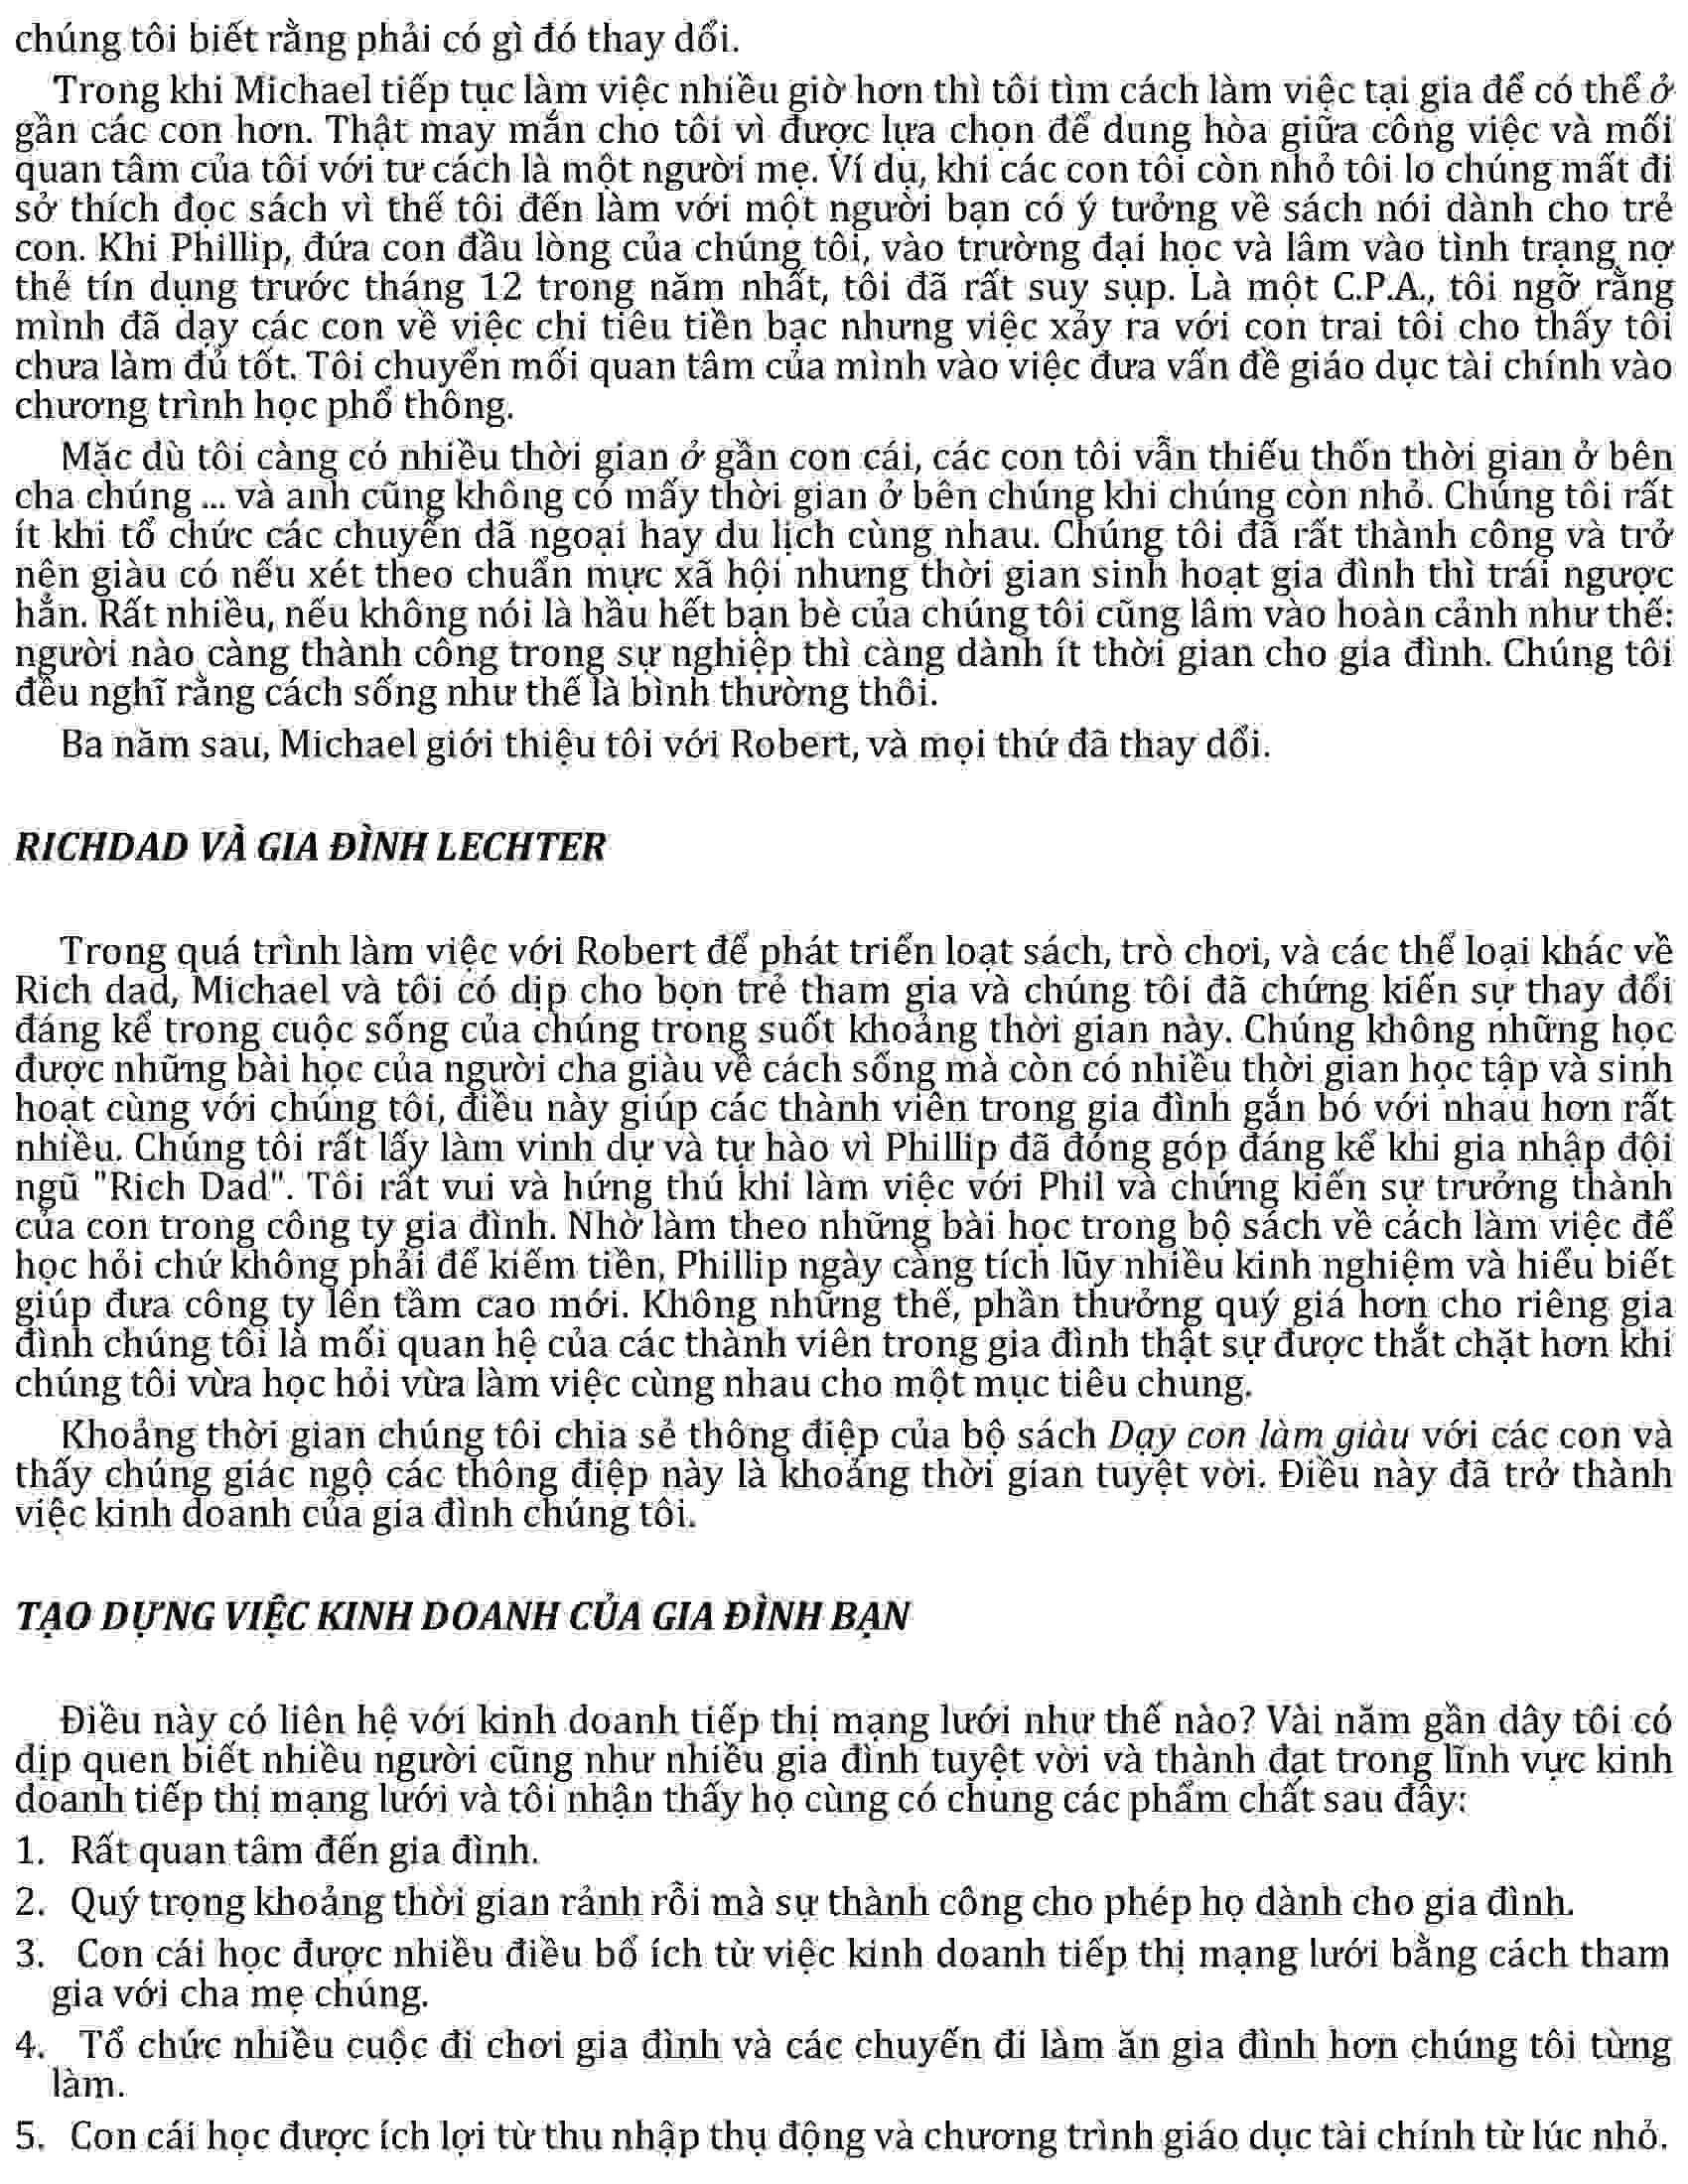 chúng tôi biết rằng phải có gì đó thay dổi.
Trong khi Michael tiếp tục làm việc nhiều giờ hơn thì tôi tìm cách làm việc tại gia để có thể ở
gần các con hơn. Thật may mắn cho tôi vì được lựa chọn để dung hòa giữa công việc và mối
quan tâm của tôi với tư cách là một người mẹ. Ví dụ, khi các con tôi còn nhỏ tôi lo chúng mất đi
sở thích đọc sách vì thế tôi đến làm với một người bạn có ý tưởng về sách nói dành cho trẻ
con. Khi Phillip, đứa con đầu lòng của chúng tôi, vào trường đại học và lâm vào tình trạng nợ
thẻ tín dụng trước tháng 12 trong năm nhất, tôi đã rất suy sụp. Là một C.P.A., tôi ngỡ rằng
mình đã dạy các con về việc chi tiêu tiền bạc nhưng việc xảy ra với con trai tôi cho thấy tôi
chưa làm đủ tốt. Tôi chuyển mối quan tâm của mình vào việc đưa vấn đề giáo dục tài chính vào
chương trình học phổ thông.
Mặc dù tôi càng có nhiều thời gian ở gần con cái, các con tôi vẫn thiếu thốn thời gian ở bên
cha chúng ... và anh cũng không có mấy thời gian ở bên chúng khi chúng còn nhỏ. Chúng tôi rất
ít khi tổ chức các chuyến dã ngoại hay du lịch cùng nhau. Chúng tôi đã rất thành công và trở
nên giàu có nếu xét theo chuẩn mực xã hội nhưng thời gian sinh hoạt gia đình thì trái ngược
hẳn. Rất nhiều, nếu không nói là hầu hết bạn bè của chúng tôi cũng lâm vào hoàn cảnh như thế:
người nào càng thành công trong sự nghiệp thì càng dành ít thời gian cho gia đình. Chúng tôi
đều nghĩ rằng cách sống như thế là bình thường thôi.
Ba năm sau, Michael giới thiệu tôi với Robert, và mọi thứ đã thay dổi.
RICHDAD VÀ GIA ĐÌNH LECHTER
Trong quá trình làm việc với Robert để phát triển loạt sách, trò chơi, và các thể loại khác về
Rich dad, Michael và tôi có dịp cho bọn trẻ tham gia và chúng tôi đã chứng kiến sự thay đổi
đáng kể trong cuộc sống của chúng trong suốt khoảng thời gian này. Chúng không những học
được những bài học của người cha giàu về cách sống mà còn có nhiều thời gian học tập và sinh
hoạt cùng với chúng tôi, điều này giúp các thành viên trong gia đình gắn bó với nhau hơn rất
nhiều. Chúng tôi rất lấy làm vinh dự và tự hào vì Phillip đã đóng góp đáng kể khi gia nhập đội
ngũ "Rich Dad". Tôi rất vui và hứng thú khi làm việc với Phil và chứng kiến sự trưởng thành
của con trong công ty gia đình. Nhờ làm theo những bài học trong bộ sách về cách làm việc để
học hỏi chứ không phải để kiếm tiền, Phillip ngày càng tích lũy nhiều kinh nghiệm và hiểu biết
giúp đưa công ty lên tầm cao mới. Không những thế, phần thưởng quý giá hơn cho riêng gia
đình chúng tôi là mối quan hệ của các thành viên trong gia đình thật sự được thắt chặt hơn khi
chúng tôi vừa học hỏi vừa làm việc cùng nhau cho một mục tiêu chung.
Khoảng thời gian chúng tôi chia sẻ thông điệp của bộ sách Dạy con làm giàu với các con và
thấy chúng giác ngộ các thông điệp này là khoảng thời gian tuyệt vời. Điều này đã trở thành
việc kinh doanh của gia đình chúng tôi.
TẠO DỰNG VIỆC KINH DOANH CỦA GIA ĐÌNH BẠN
Điều này có liên hệ với kinh doanh tiếp thị mạng lưới như thế nào? Vài năm gần dây tôi có
dịp quen biết nhiều người cũng như nhiều gia đình tuyệt vời và thành đạt trong lĩnh vực kinh
doanh tiếp thị mạng lưới và tôi nhận thấy họ cùng có chung các phẩm chất sau đây:
1. Rất quan tâm đến gia đình.
2. Quý trọng khoảng thời gian rảnh rỗi mà sự thành công cho phép họ dành cho gia đình.
3. Con cái học được nhiều điều bổ ích từ việc kinh doanh tiếp thị mạng lưới bằng cách tham
gia với cha mẹ chúng.
4. Tổ chức nhiều cuộc đi chơi gia đình và các chuyến đi làm ăn gia đình hơn chúng tôi từng
làm.
5. Con cái học được ích lợi từ thu nhập thụ động và chương trình giáo dục tài chính từ lúc nhỏ.